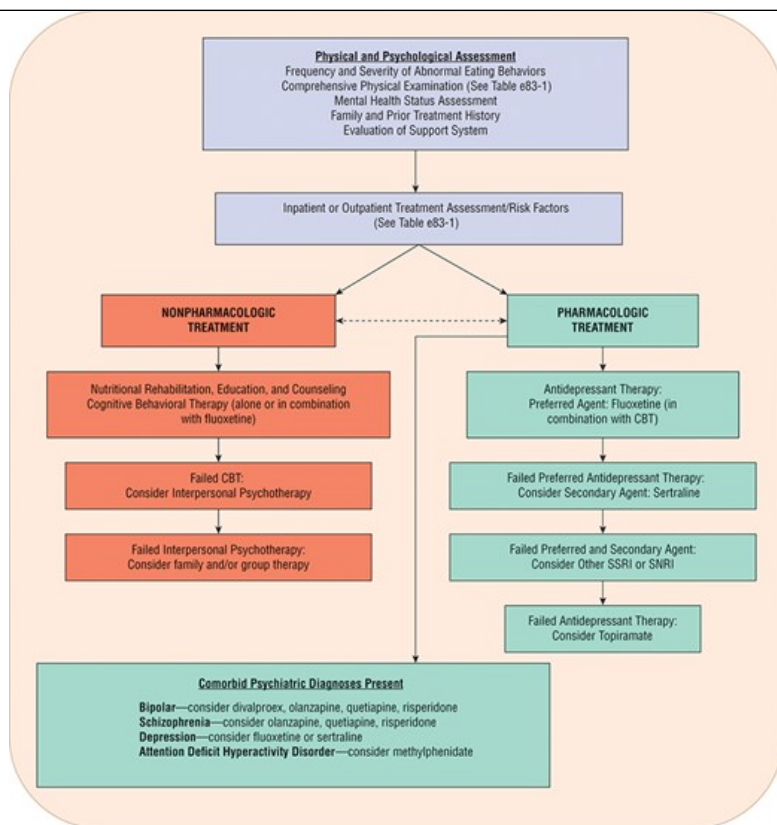 Physical and Psychological Assessment
Frequency and Severity of Abnormal Eating Behaviors
Comprehensive Physical Examination (See Table e83-1)
Mental Health Status Assessment
Family and Prior Treatment History
Evaluation of Support System
Inpatient or Outpatient Treatment Assessment/Risk Factors
(See Table e83-1)
NONPHARMACOLOGIC
TREATMENT
Nutritional Rehabilitation, Education, and Counseling
Cognitive Behavioral Therapy (alone or in combination
with fluoxetine)
Failed CBT:
Consider Interpersonal Psychotherapy
Failed Interpersonal Psychotherapy:
Consider family and/or group therapy
PHARMACOLOGIC
TREATMENT
Antidepressant Therapy:
Preferred Agent: Fluoxetine (in
combination with CBT)
Failed Preferred Antidepressant Therapy:
Consider Secondary Agent: Sertraline
Failed Preferred and Secondary Agent:
Consider Other SSRI or SNRI
Failed Antidepressant Therapy:
Consider Topiramate
Comorbid Psychiatric Diagnoses Present
Bipolar—consider divalproex, olanzapine, quetiapine, risperidone
Schizophrenia—consider olanzapine, quetiapine, risperidone
Depression—consider fluoxetine or sertraline
Attention Deficit Hyperactivity Disorder—consider methylphenidate